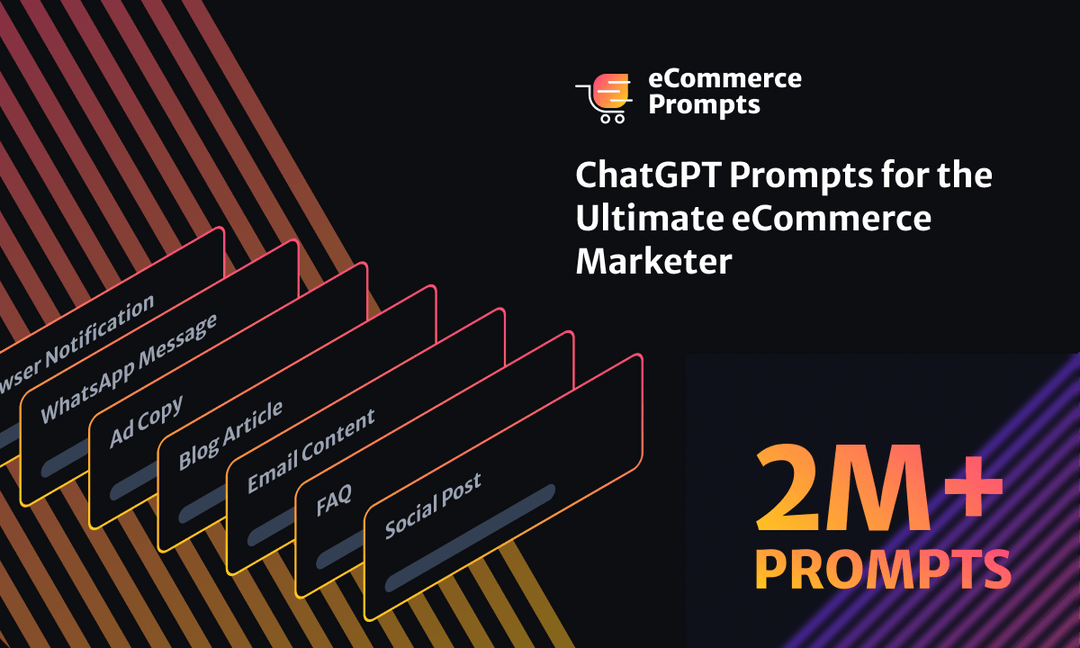 eCommerce
Prompts
ChatGPT Prompts for the
Ultimate eCommerce
Marketer
Notification
WhatsApp Message
Ad Copy
Blog Article
Email Content
FAQ
Social Post
2M+
PROMPTS